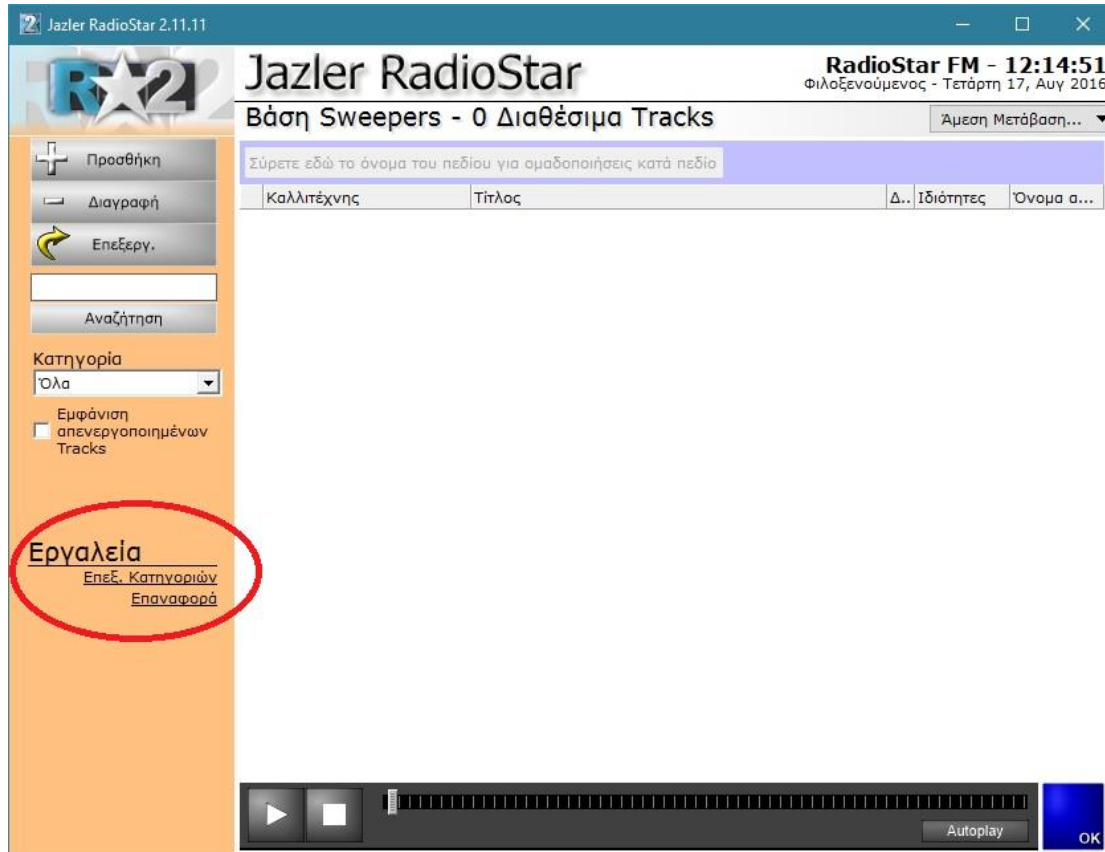 Jazler RadioStar 2.11.11
R 2
Jazler RadioStar
RadioStar FM - 12:14:51
Φιλοξενούμενος - Τετάρτη 17, Αυγ 2016
Βάση Sweepers - 0 Διαθέσιμα Tracks
Άμεση Μετάβαση...
Προσθήκη
Διαγραφή
Επεξεργ.
Αναζήτηση
Κατηγορία
Όλα
Εμφάνιση
απενεργοποιημένων
Tracks
Εργαλεία
Επεξ. Κατηγοριών
Επαναφορά
Σύρετε εδώ το όνομα του πεδίου για ομαδοποιήσεις κατά πεδίο
Καλλιτέχνης Τίτλος Δ.. Ιδιότητες Όνομα α...
Autoplay
OK